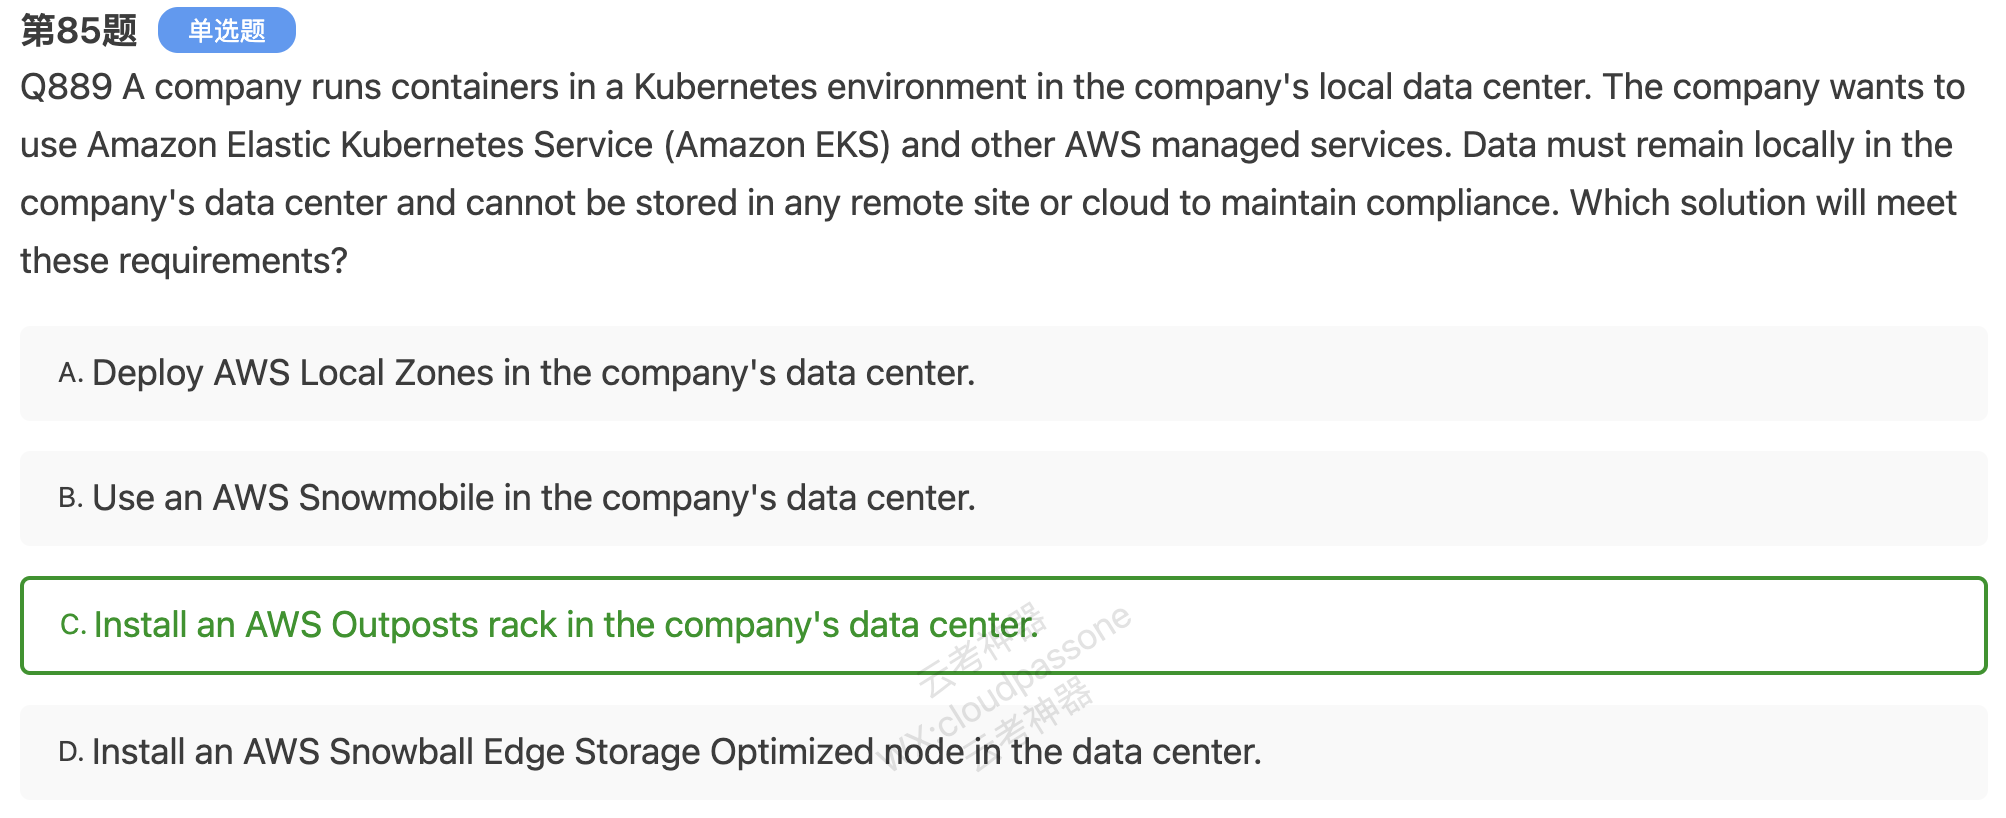 第85题 单选题
Q889 A company runs containers in a Kubernetes environment in the company's local data center. The company wants to
use Amazon Elastic Kubernetes Service (Amazon EKS) and other AWS managed services. Data must remain locally in the
company's data center and cannot be stored in any remote site or cloud to maintain compliance. Which solution will meet
these requirements?
A. Deploy AWS Local Zones in the company's data center.
B. Use an AWS Snowmobile in the company's data center.
C. Install an AWS Outposts rack in the company's data center.
云考神器
WX:cloudpassone
云考神器
D. Install an AWS Snowball Edge Storage Optimized node in the data center.